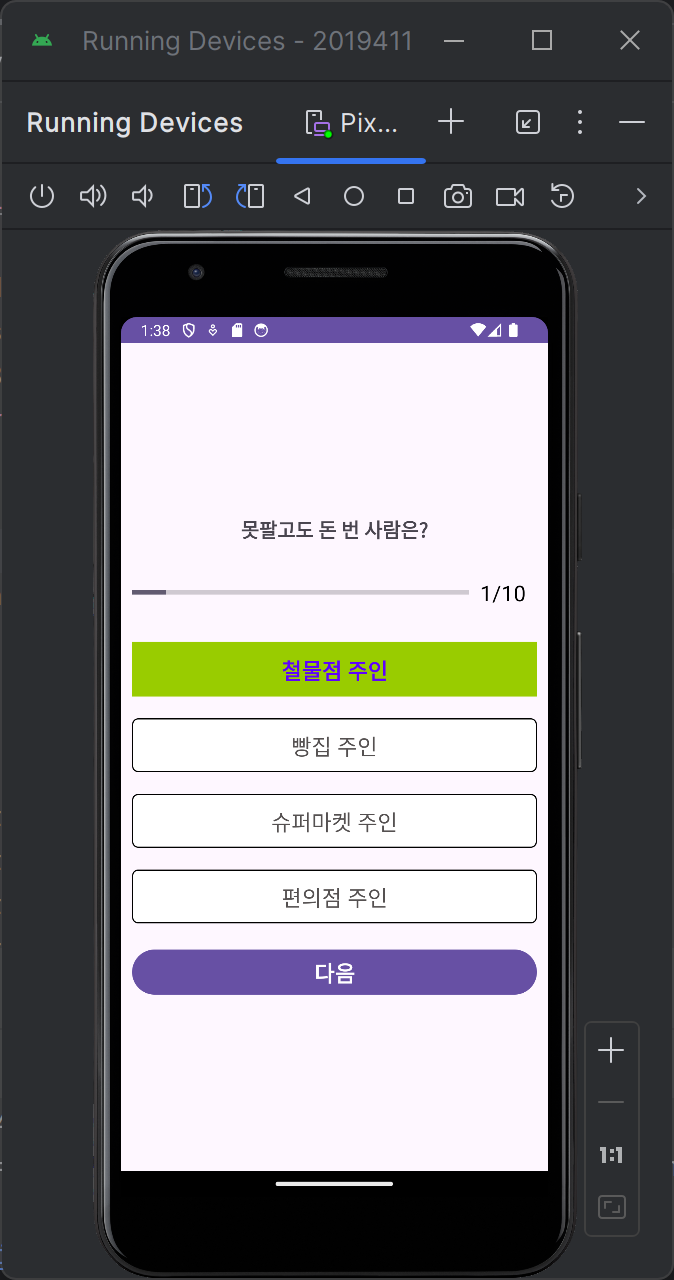 Running Devices - 2019411
Running Devices
Pix...
1:38
못팔고도 돈 번 사람은?
1/10
철물점 주인
빵집 주인
슈퍼마켓 주인
편의점 주인
다음
1:1